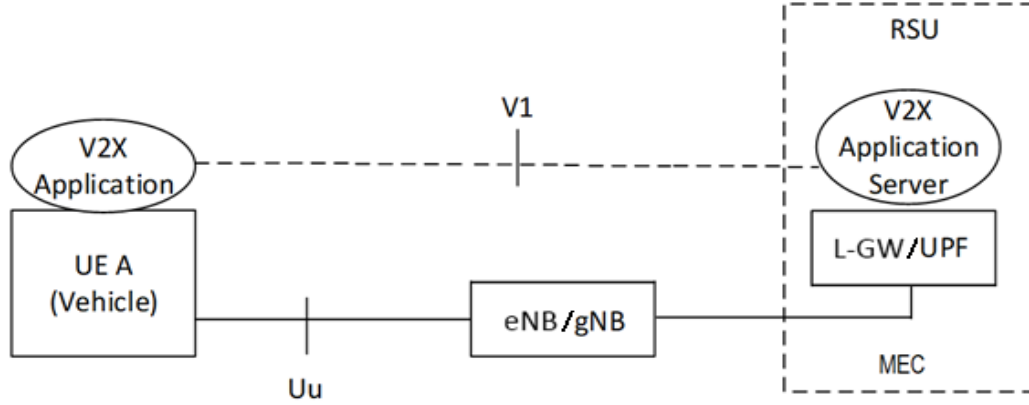 RSU
V1
V2X
Application
V2X
Application
Server
UE A
(Vehicle)
L-GW/UPF
eNB/gNB
Uu
MEC